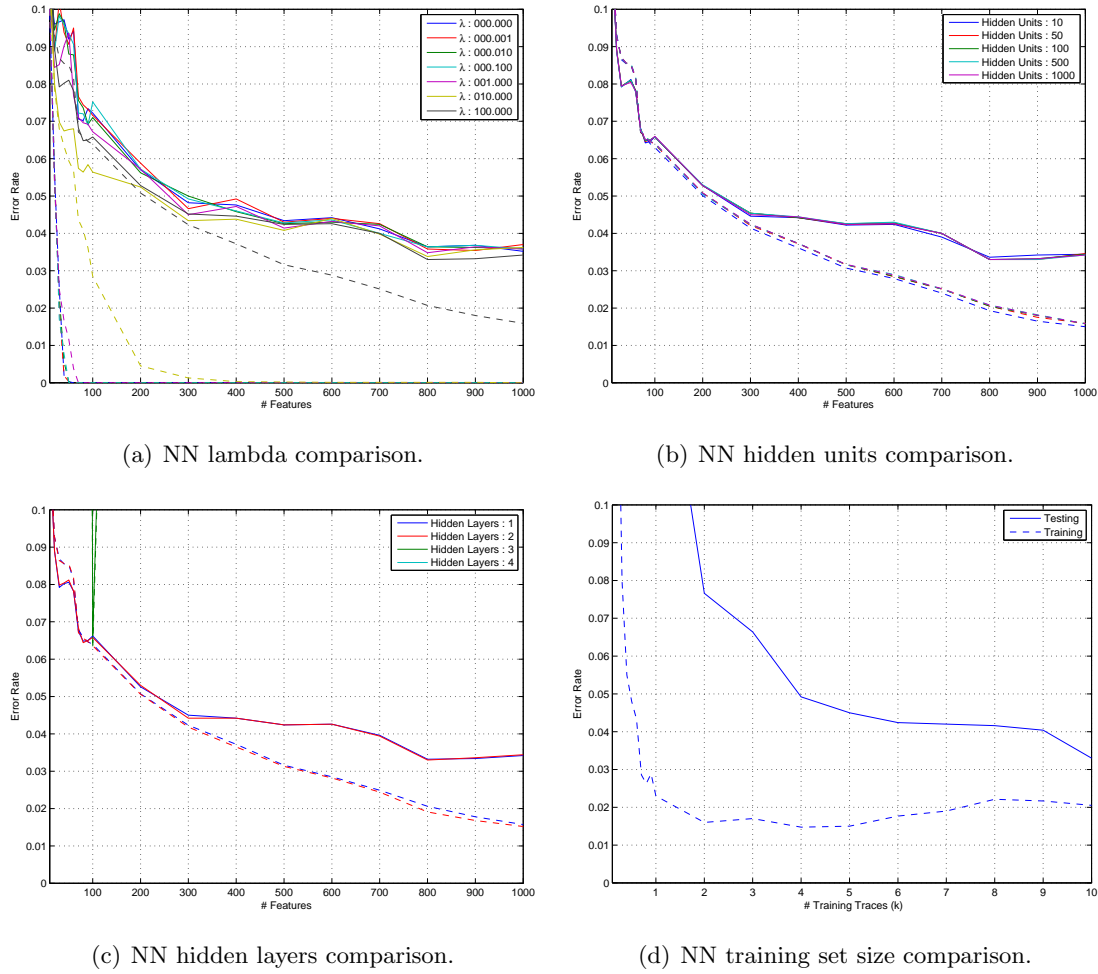 0.1
0.09
0.08
0.07
0.06
0.05
0.04
0.03
0.02
0.01
0
Error Rate
100 200 300 400 500 600 700 800 900 1000
# Features
λ : 000.000
λ : 000.001
λ : 000.010
λ : 000.100
λ : 001.000
λ : 010.000
λ : 100.000
(a) NN lambda comparison.
0.1
0.09
0.08
0.07
0.06
0.05
0.04
0.03
0.02
0.01
0
Error Rate
100 200 300 400 500 600 700 800 900 1000
# Features
Hidden Units : 10
Hidden Units : 50
Hidden Units : 100
Hidden Units : 500
Hidden Units : 1000
(b) NN hidden units comparison.
0.1
0.09
0.08
0.07
0.06
0.05
0.04
0.03
0.02
0.01
0
Error Rate
100 200 300 400 500 600 700 800 900 1000
# Features
Hidden Layers : 1
Hidden Layers : 2
Hidden Layers : 3
Hidden Layers : 4
(c) NN hidden layers comparison.
0.1
0.09
0.08
0.07
0.06
0.05
0.04
0.03
0.02
0.01
0
Error Rate
1 2 3 4 5 6 7 8 9 10
# Training Traces (k)
Testing
Training
(d) NN training set size comparison.